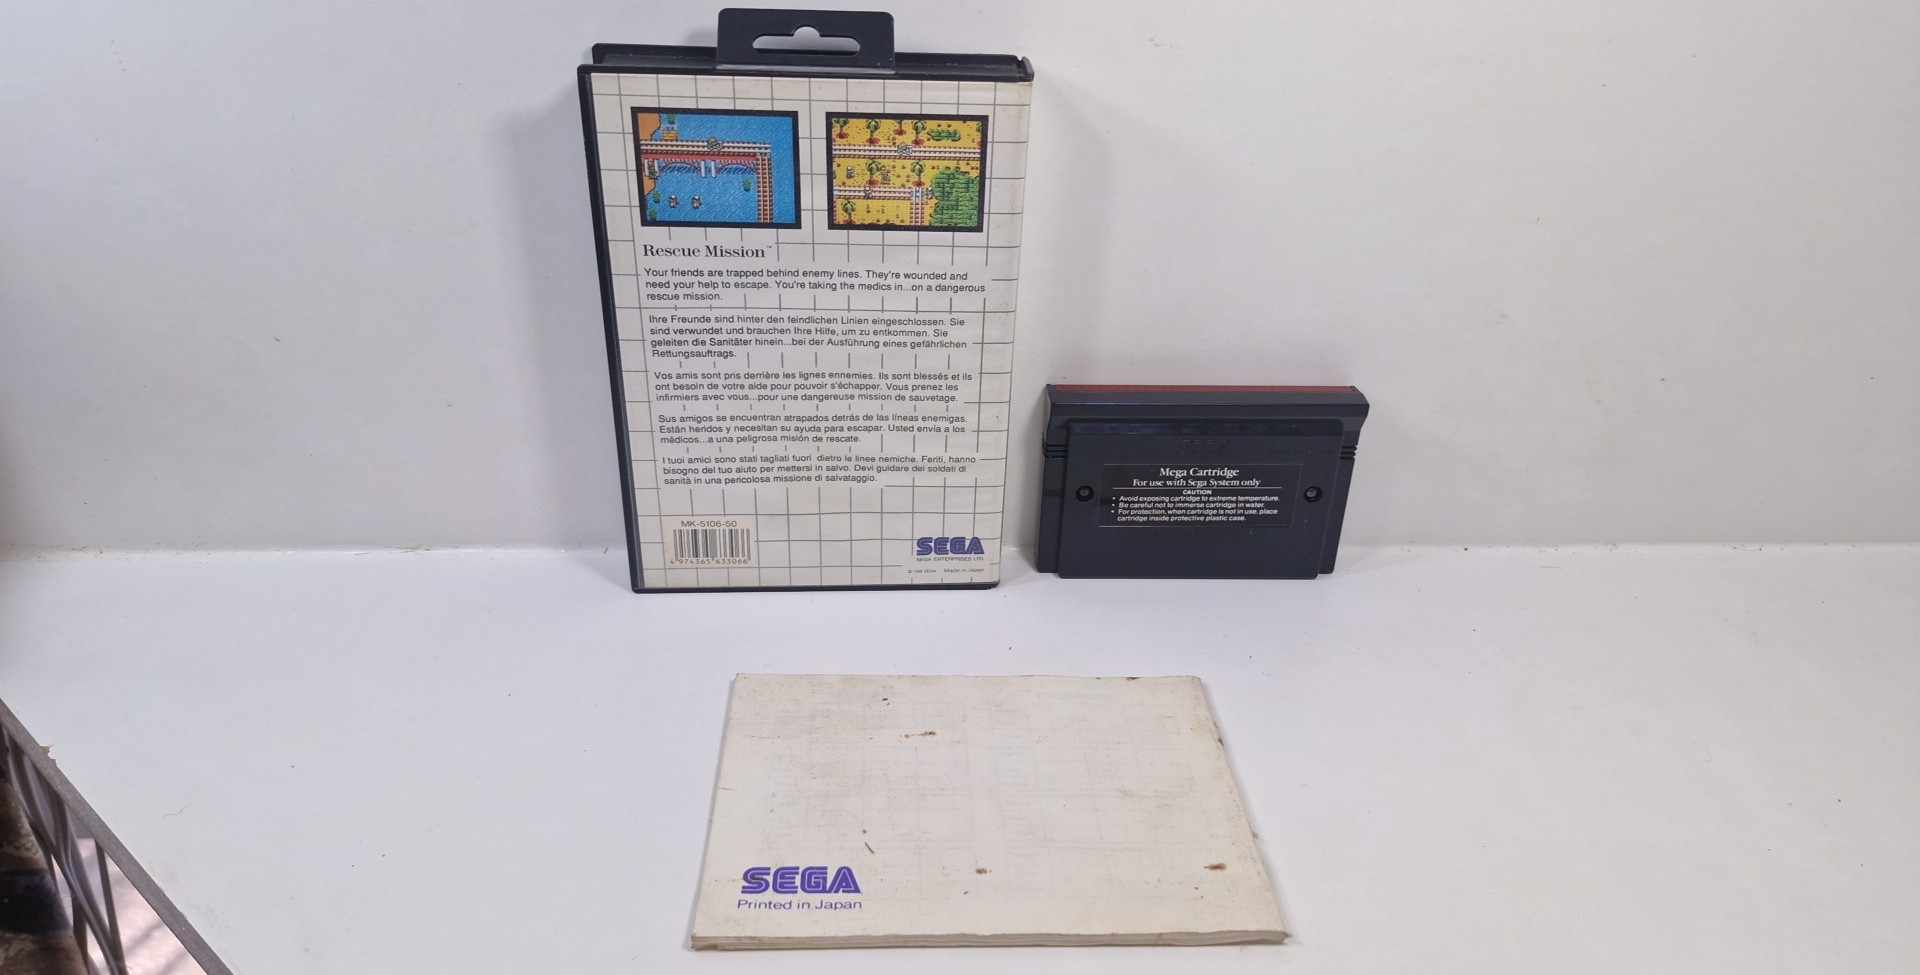 Rescue Mission™
Your friends are trapped behind enemy lines. They're wounded and
need your help to escape. You're taking the medics in...on a dangerous
rescue mission.
Ihre Freunde sind hinter den feindlichen Linien eingeschlossen. Sie
sind verwundet und brauchen Ihre Hilfe, um zu entkommen. Sie
geleiten die Sanitäter hinein...bei der Ausführung eines gefährlichen
Rettungsauftrags.
Vos amis sont pris derrière les lignes ennemies. Ils sont blessés et ils
ont besoin de votre aide pour pouvoir s'échapper. Vous prenez les
infirmiers avec vous...pour une dangereuse mission de sauvetage.
Sus amigos se encuentran atrapados detrás de las líneas enemigas.
Están heridos y necesitan su ayuda para escapar. Usted envía a los
médicos...a una peligrosa misión de rescate.
I tuoi amici sono stati tagliati fuori dietro le linee nemiche. Feriti, hanno
bisogno del tuo aiuto per mettersi in salvo. Devi guidare dei soldati di
sanità in una pericolosa missione di salvataggio.
MK-5106-50
4 974365 633066
SEGA
SEGA ENTERPRISES LTD.
Made in Japan
Mega Cartridge
For use with Sega System only
CAUTION
• Avoid exposing cartridge to extreme temperature.
• Be careful not to immerse cartridge in water.
• For protection, when cartridge is not in use, place
cartridge inside protective plastic case.
SEGA
Printed in Japan